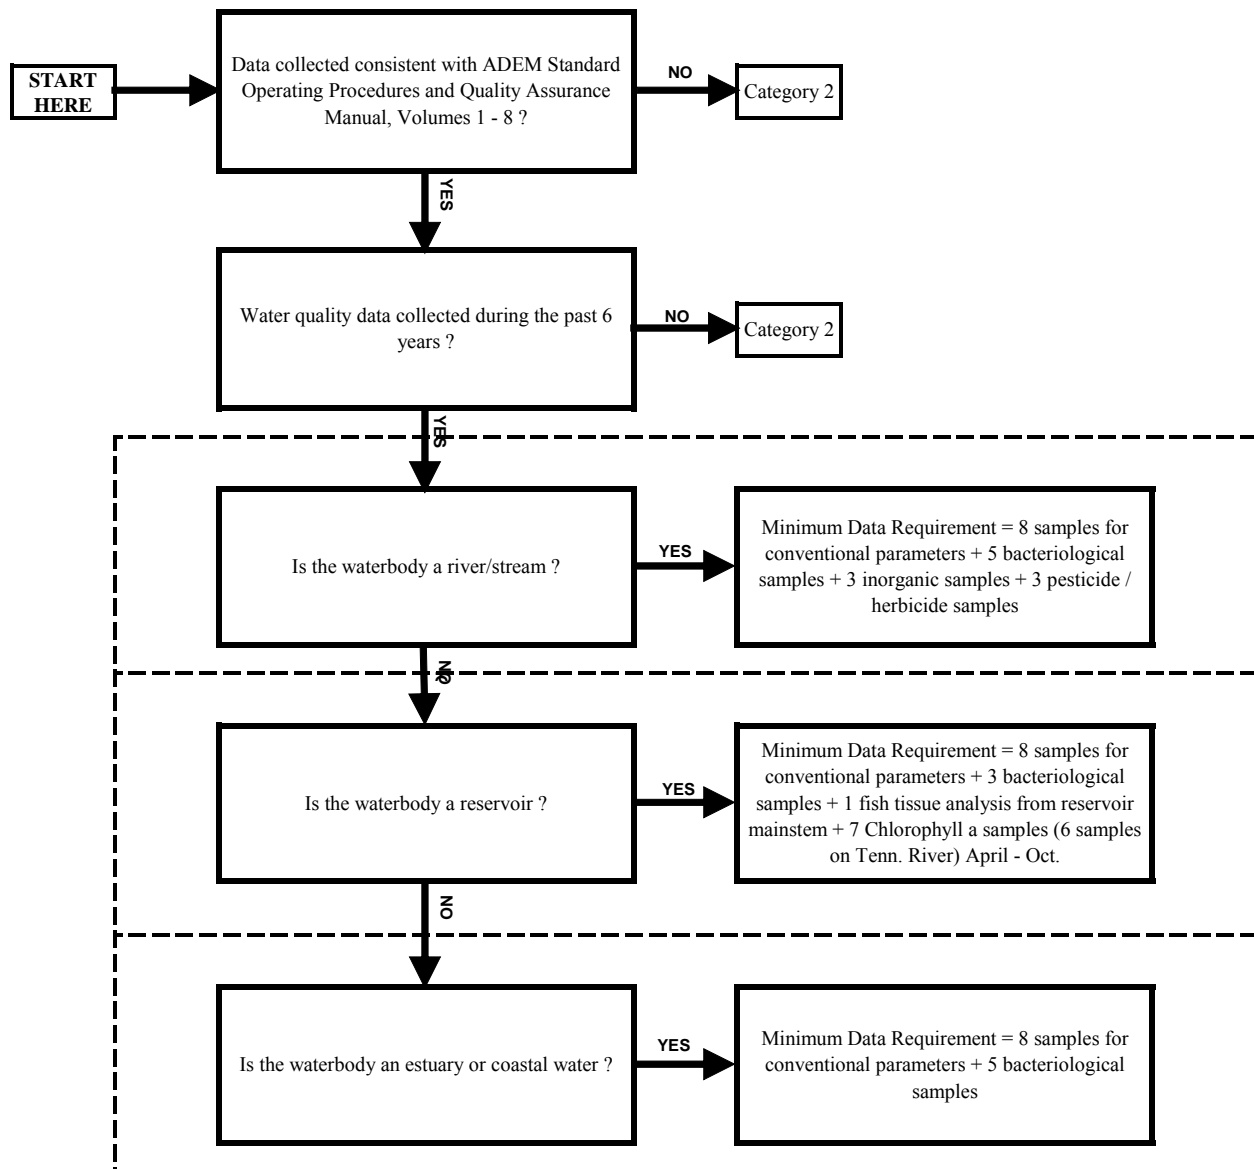 START
HERE
Data collected consistent with ADEM Standard
Operating Procedures and Quality Assurance
Manual, Volumes 1 - 8 ?
NO
Category 2
YES
Water quality data collected during the past 6
years ?
NO
Category 2
YES
Is the waterbody a river/stream ?
YES
Minimum Data Requirement = 8 samples for
conventional parameters + 5 bacteriological
samples + 3 inorganic samples + 3 pesticide /
herbicide samples
NO
Is the waterbody a reservoir ?
YES
Minimum Data Requirement = 8 samples for
conventional parameters + 3 bacteriological
samples + 1 fish tissue analysis from reservoir
mainstem + 7 Chlorophyll a samples (6 samples
on Tenn. River) April - Oct.
NO
Is the waterbody an estuary or coastal water ?
YES
Minimum Data Requirement = 8 samples for
conventional parameters + 5 bacteriological
samples